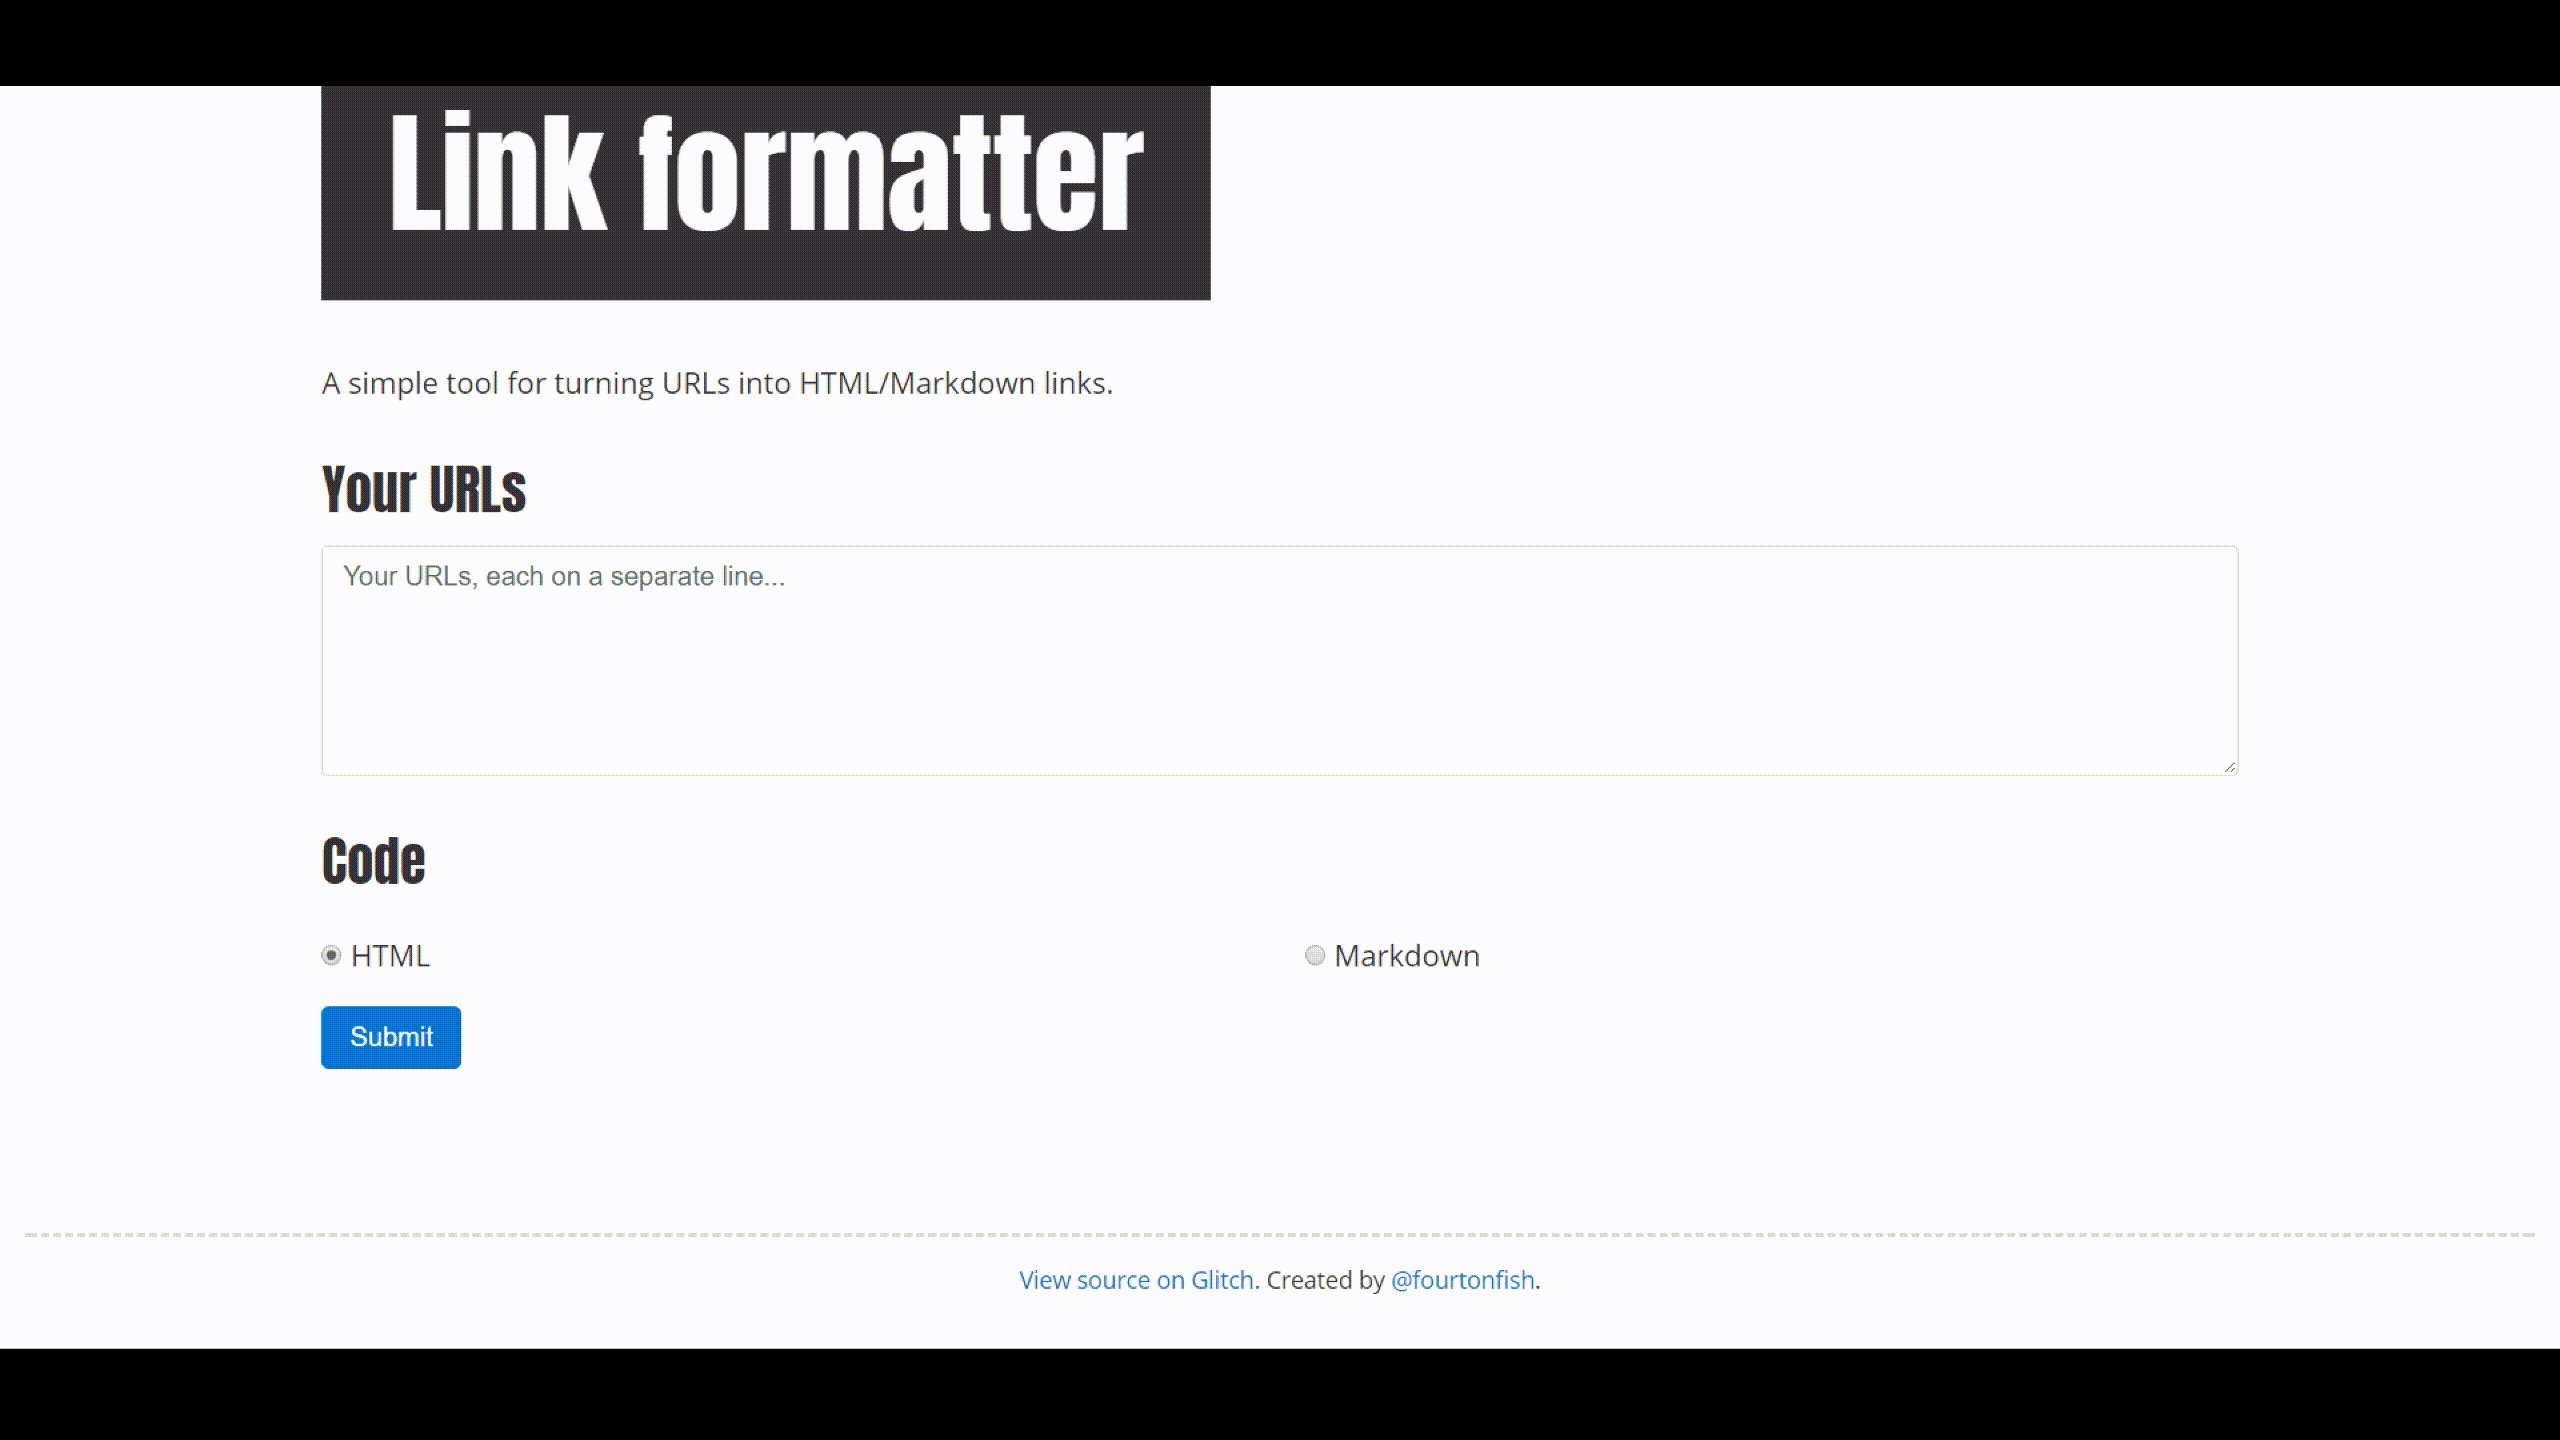 Link formatter
A simple tool for turning URLs into HTML/Markdown links.
Your URLs
Your URLs, each on a separate line...
Code
HTML
Markdown
Submit
View source on Glitch. Created by @fourtonfish.